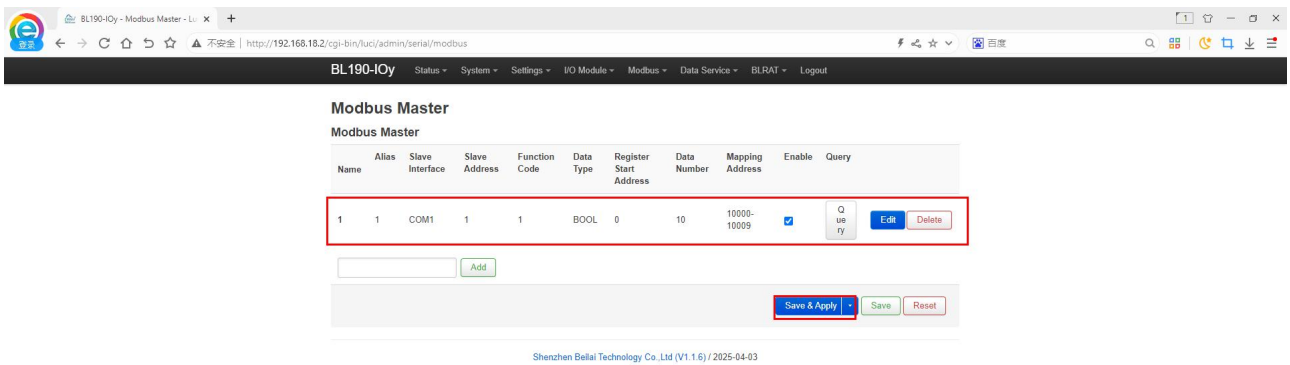 BL190-IOy - Modbus Master - Lu
1
登录
不安全 http://192.168.18.2/cgi-bin/luci/admin/serial/modbus
百度
BL190-IOy Status System Settings I/O Module Modbus Data Service BLRAT Logout
Modbus Master
Modbus Master
Name Alias Slave Interface Slave Address Function Code Data Type Register Start Address Data Number Mapping Address Enable Query
1 1 COM1 1 1 BOOL 0 10 10000-10009 Query Edit Delete
Add
Save & Apply Save Reset
Shenzhen Beilai Technology Co.,Ltd (V1.1.6) / 2025-04-03